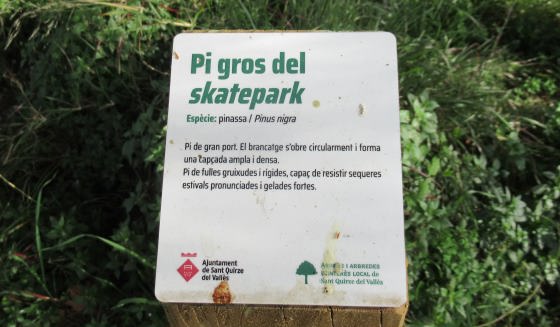 Pi gros del
skatepark
Espècie: pinassa / Pinus nigra
Pi de gran port. El brancatge s'obre circularment i forma
una capçada ampla i densa.
Pi de fulles gruixudes i rígides, capaç de resistir sequeres
estivals pronunciades i gelades fortes.
Ajuntament
de Sant Quirze
del Vallès
I ARBREDES
D'INTERÈS LOCAL de
Sant Quirze del Vallès